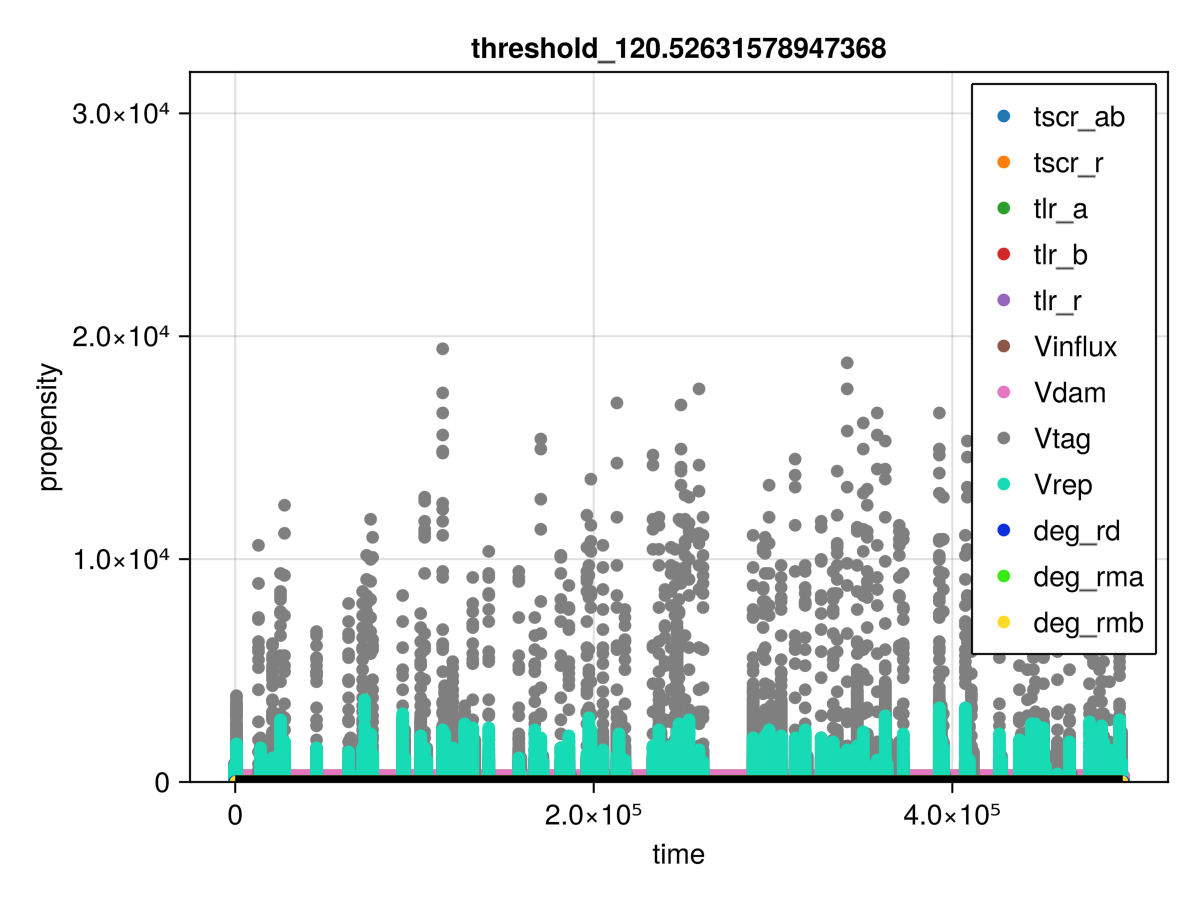 threshold_120.52631578947368
3.0×10⁴
2.0×10⁴
1.0×10⁴
0
propensity
0
2.0×10⁵
4.0×10⁵
time
tscr_ab
tscr_r
tlr_a
tlr_b
tlr_r
Vinflux
Vdam
Vtag
Vrep
deg_rd
deg_rma
deg_rmb